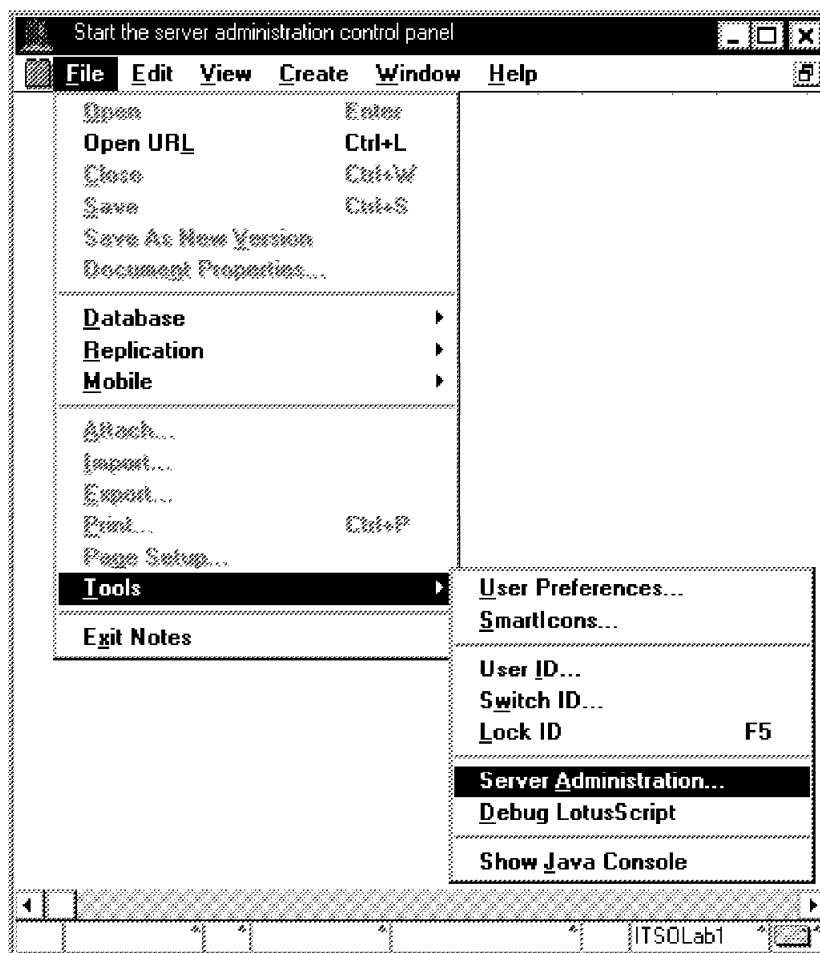 Start the server administration control panel
File Edit View Create Window Help
Open Enter
Open URL Ctrl+L
Close Ctrl+W
Save Ctrl+S
Save As New Version
Document Properties...
Database
Replication
Mobile
Attach...
Import...
Export...
Print... Ctrl+P
Page Setup...
Tools
Exit Notes
User Preferences...
SmartIcons...
User ID...
Switch ID...
Lock ID F5
Server Administration...
Debug LotusScript
Show Java Console
ITSOLab1